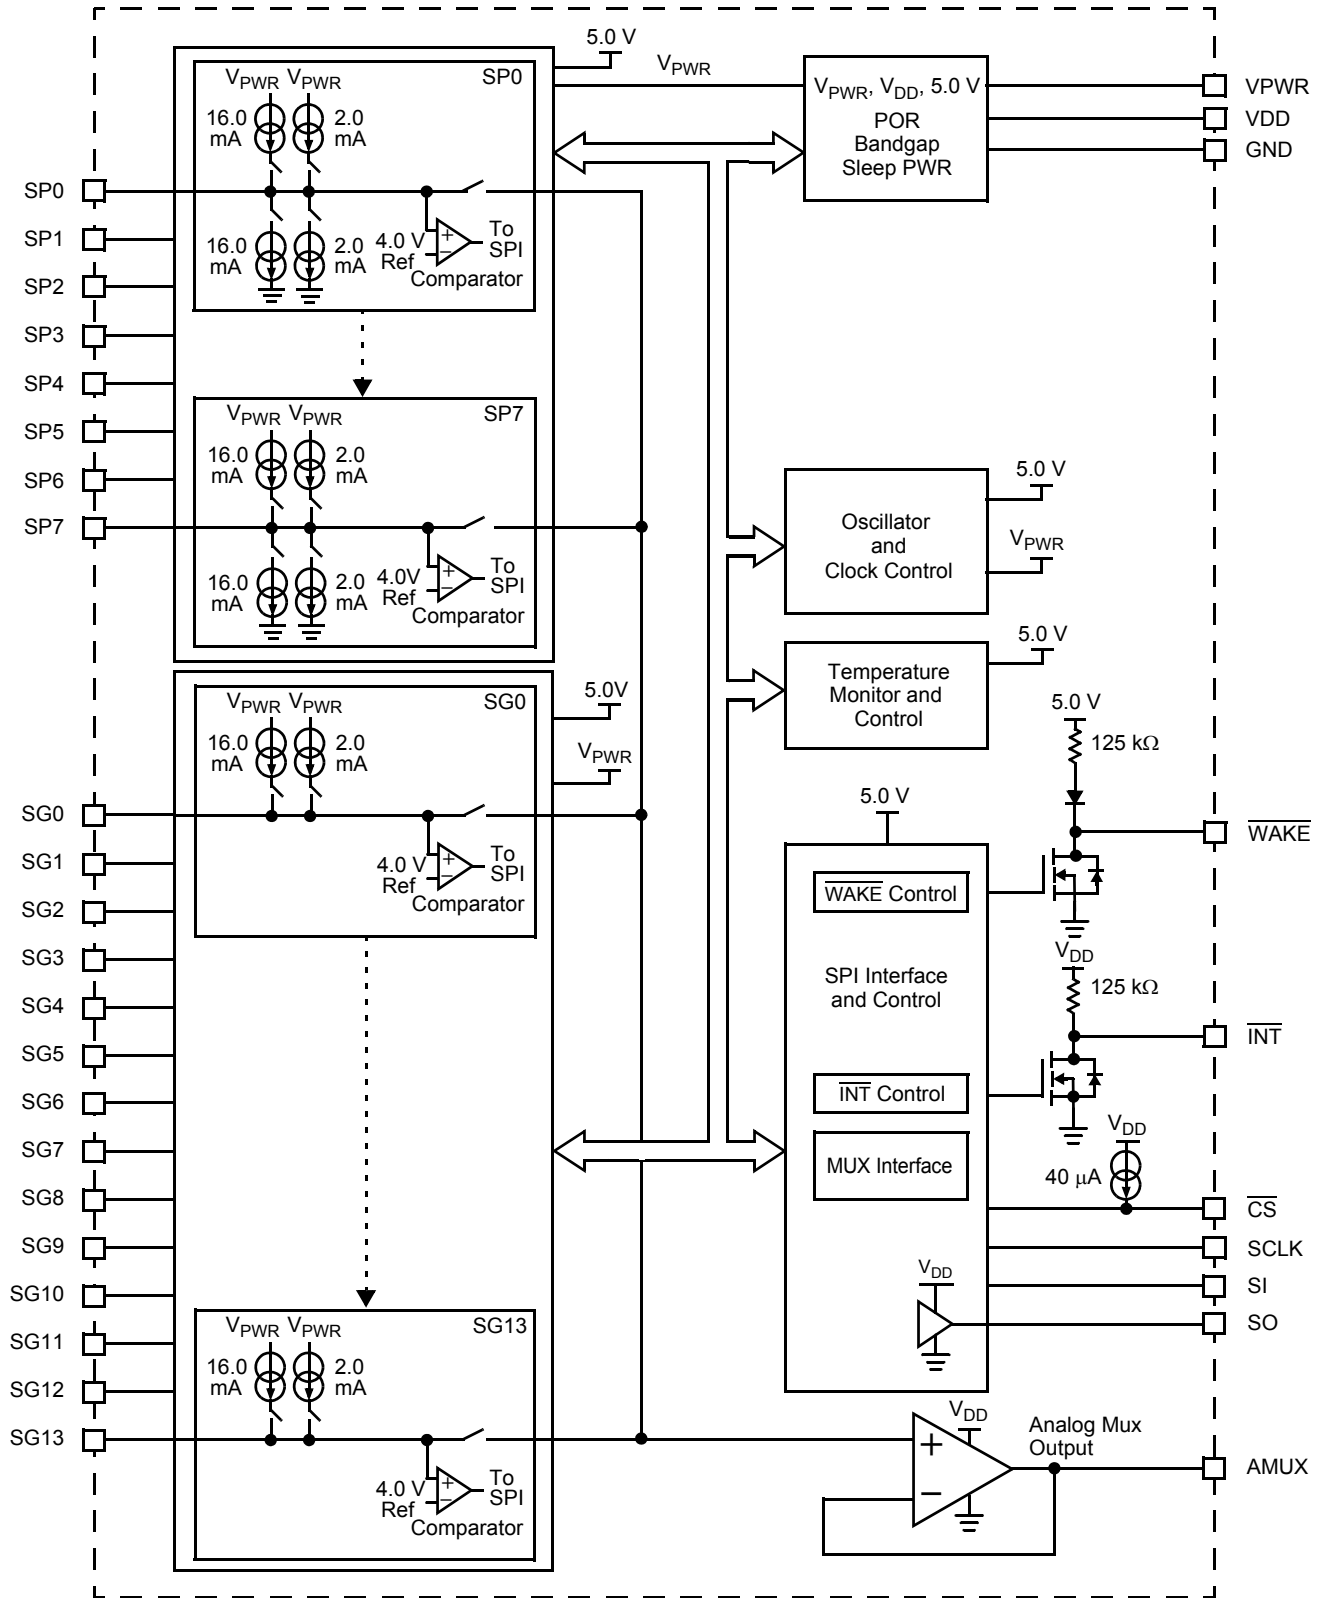 5.0 V
VPWR
SP0
VPWR VPWR
16.0 mA
2.0 mA
16.0 mA
2.0 mA
4.0 V Ref
+
−
To SPI
Comparator
VPWR, VDD, 5.0 V
POR
Bandgap
Sleep PWR
VPWR
VDD
GND
SP0
SP1
SP2
SP3
SP4
SP5
SP6
SP7
SP7
VPWR VPWR
16.0 mA
2.0 mA
16.0 mA
2.0 mA
4.0V Ref
+
−
To SPI
Comparator
5.0 V
VPWR
Oscillator
and
Clock Control
5.0 V
Temperature
Monitor and
Control
SG0
VPWR VPWR
16.0 mA
2.0 mA
4.0 V Ref
+
−
To SPI
Comparator
5.0V
VPWR
SG0
SG1
SG2
SG3
SG4
SG5
SG6
SG7
SG8
SG9
SG10
SG11
SG12
SG13
5.0 V
WAKE Control
SPI Interface
and Control
INT Control
MUX Interface
VDD
5.0 V
125 kΩ
WAKE
VDD
125 kΩ
INT
VDD
40 μA
CS
SCLK
SI
SO
SG13
VPWR VPWR
16.0 mA
2.0 mA
4.0 V Ref
+
−
To SPI
Comparator
VDD
+
−
Analog Mux
Output
AMUX